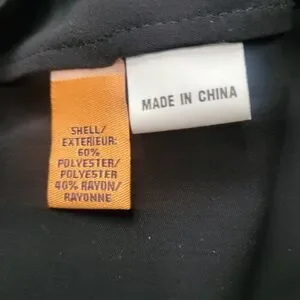 SHELL/
EXTERIEUR:
60%
POLYESTER/
POLYESTER
40% RAYON/
RAYONNE
MADE IN CHINA